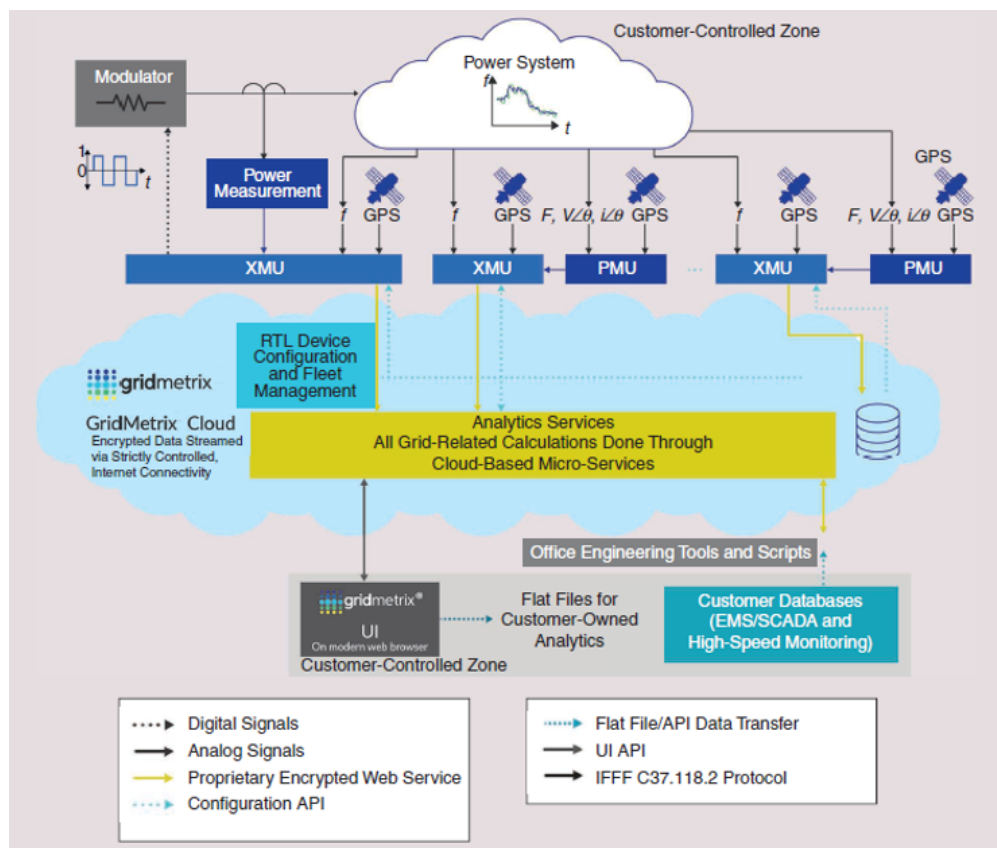 Customer-Controlled Zone
Modulator
Power System
f
t
1
0
t
Power
Measurement
GPS
f GPS
f GPS
F, V∠θ, i∠θ GPS
f GPS
F, V∠θ, i∠θ GPS
XMU
XMU
PMU
XMU
PMU
RTL Device
Configuration
and Fleet
Management
gridmetrix
GridMetrix Cloud
Encrypted Data Streamed
via Strictly Controlled,
Internet Connectivity
Analytics Services
All Grid-Related Calculations Done Through
Cloud-Based Micro-Services
Office Engineering Tools and Scripts
gridmetrix®
UI
On modern web browser
Flat Files for
Customer-Owned
Analytics
Customer Databases
(EMS/SCADA and
High-Speed Monitoring)
Customer-Controlled Zone
Digital Signals
Analog Signals
Proprietary Encrypted Web Service
Configuration API
Flat File/API Data Transfer
UI API
IFFF C37.118.2 Protocol